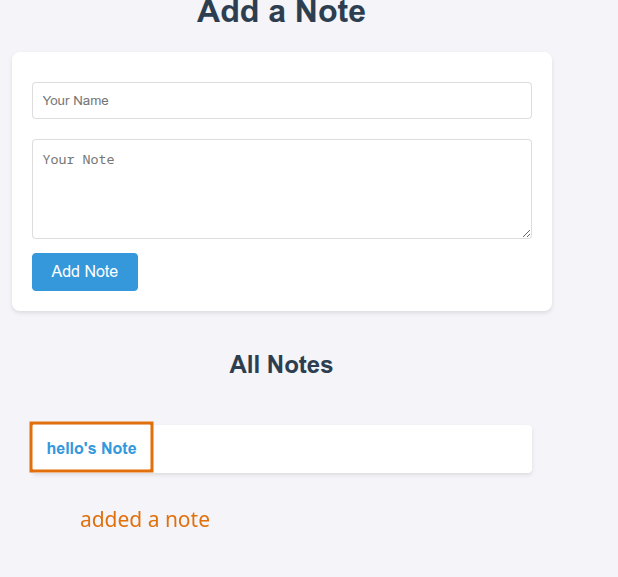 Add a Note
Your Name
Your Note
Add Note
All Notes
hello's Note
added a note